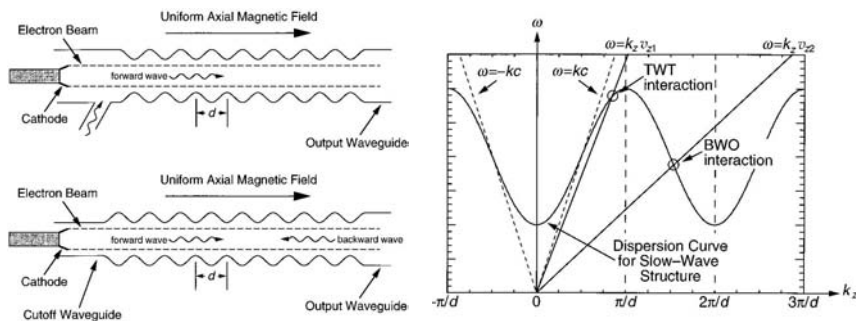 Uniform Axial Magnetic Field
Electron Beam
forward wave
Cathode
d
Output Waveguide
Uniform Axial Magnetic Field
Electron Beam
forward wave
backward wave
d
Cathode
Cutoff Waveguide
Output Waveguide
ω
ω=k_z v_z1
ω=k_z v_z2
ω=-kc
ω=kc
TWT
interaction
BWO
interaction
Dispersion Curve
for Slow-Wave
Structure
k_z
-π/d
0
π/d
2π/d
3π/d